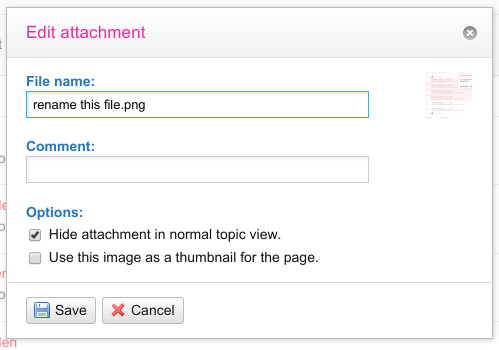 Edit attachment
File name:
rename this file.png
Comment:
Options:
Hide attachment in normal topic view.
Use this image as a thumbnail for the page.
Save Cancel